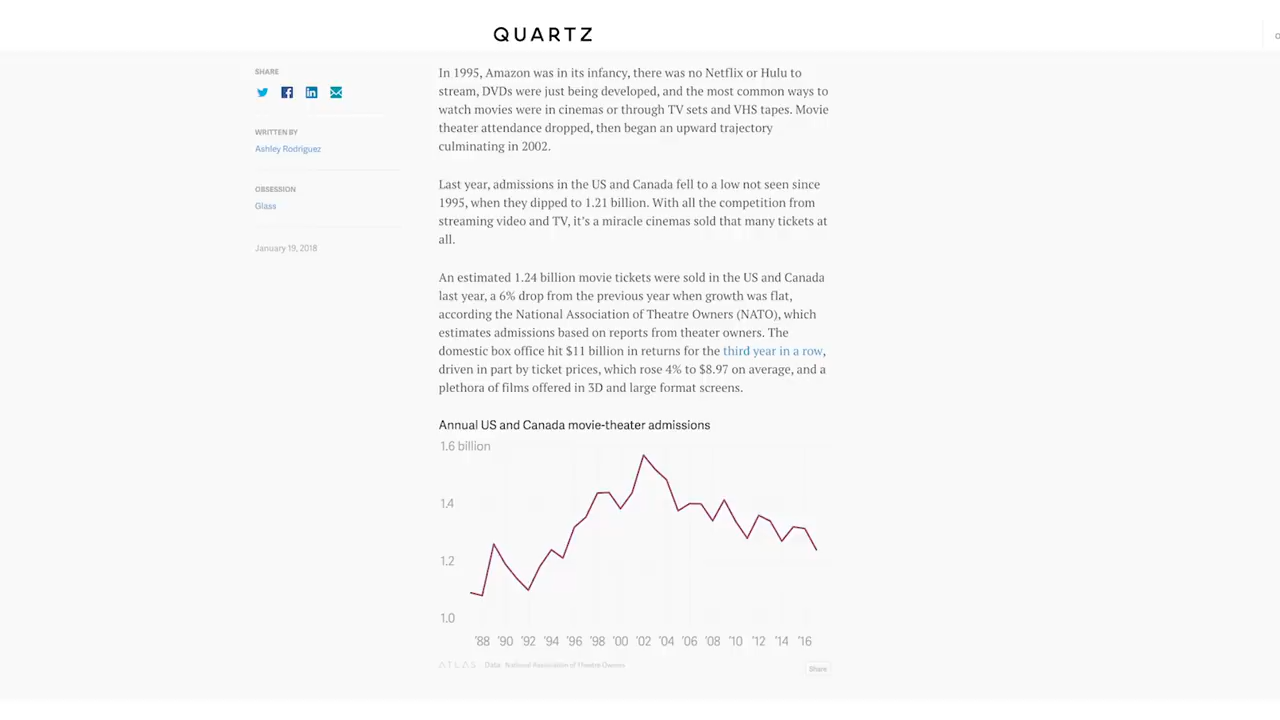 QUARTZ
SHARE
WRITTEN BY
Ashley Rodriguez
OBSESSION
Glass
January 19, 2018
In 1995, Amazon was in its infancy, there was no Netflix or Hulu to
stream, DVDs were just being developed, and the most common ways to
watch movies were in cinemas or through TV sets and VHS tapes. Movie
theater attendance dropped, then began an upward trajectory
culminating in 2002.
Last year, admissions in the US and Canada fell to a low not seen since
1995, when they dipped to 1.21 billion. With all the competition from
streaming video and TV, it's a miracle cinemas sold that many tickets at
all.
An estimated 1.24 billion movie tickets were sold in the US and Canada
last year, a 6% drop from the previous year when growth was flat,
according the National Association of Theatre Owners (NATO), which
estimates admissions based on reports from theater owners. The
domestic box office hit $11 billion in returns for the third year in a row,
driven in part by ticket prices, which rose 4% to $8.97 on average, and a
plethora of films offered in 3D and large format screens.
Annual US and Canada movie-theater admissions
1.6 billion
1.4
1.2
1.0
'88 '90 '92 '94 '96 '98 '00 '02 '04 '06 '08 '10 '12 '14 '16
ATLAS Data: National Association of Theatre Owners
Share